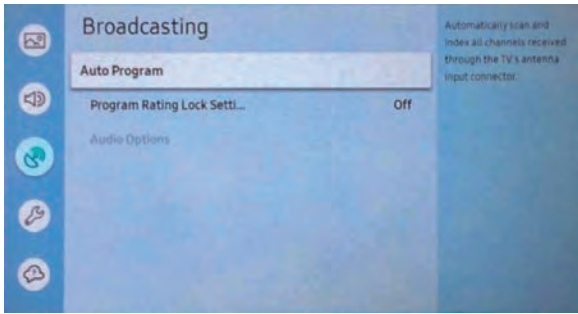 Broadcasting
Auto Program
Program Rating Lock Setti... Off
Audio Options
Automatically scan and
index all channels received
through the TV's antenna
input connector.